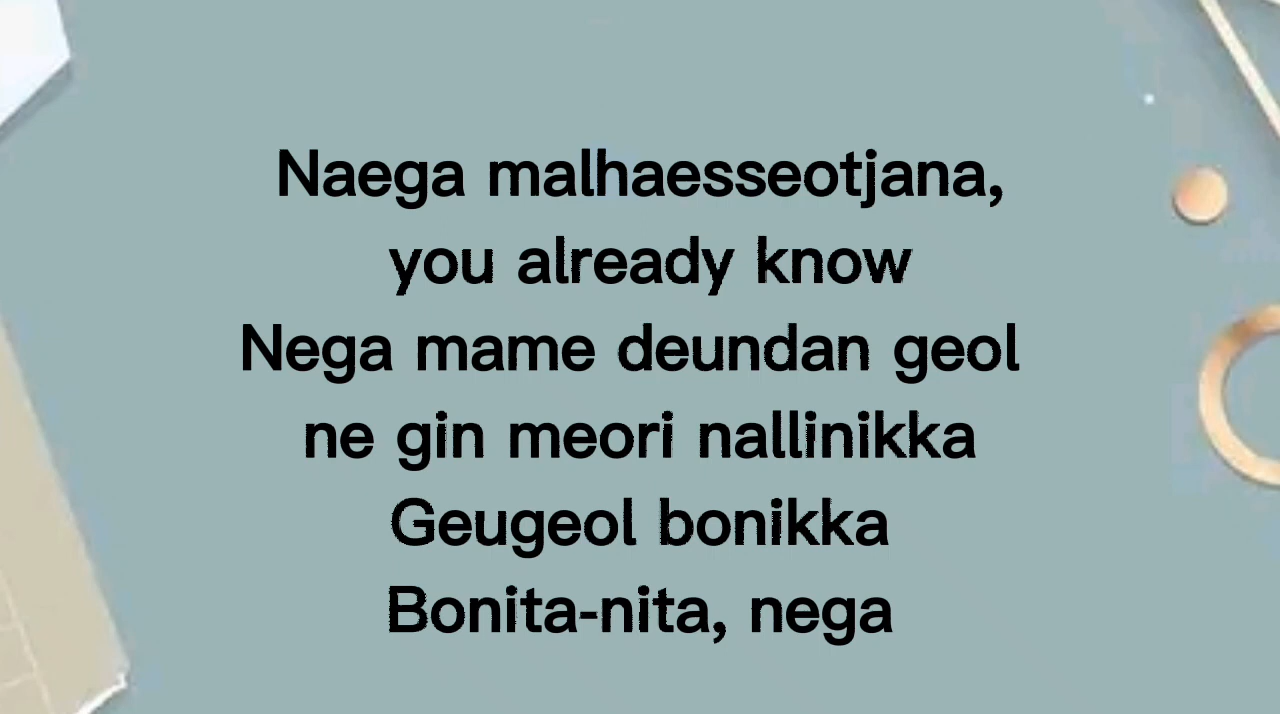 Naega malhaesseotjana,
you already know
Nega mame deundan geol
ne gin meori nallinikka
Geugeol bonikka
Bonita-nita, nega